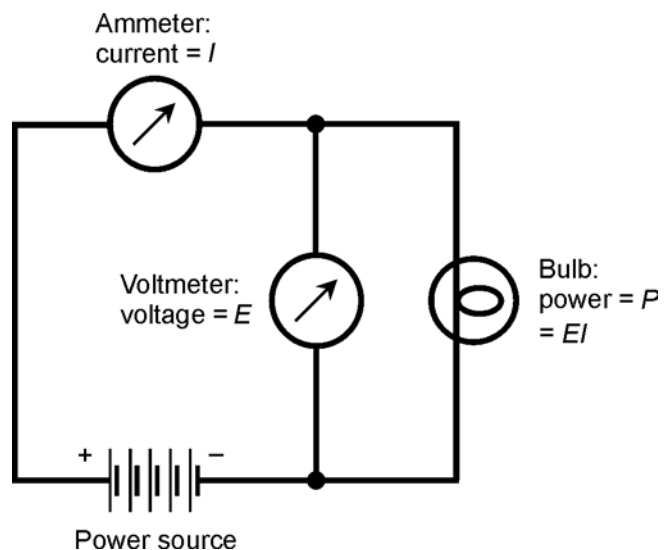 Ammeter:
current = I
Voltmeter:
voltage = E
Bulb:
power = P
= EI
+ –
Power source